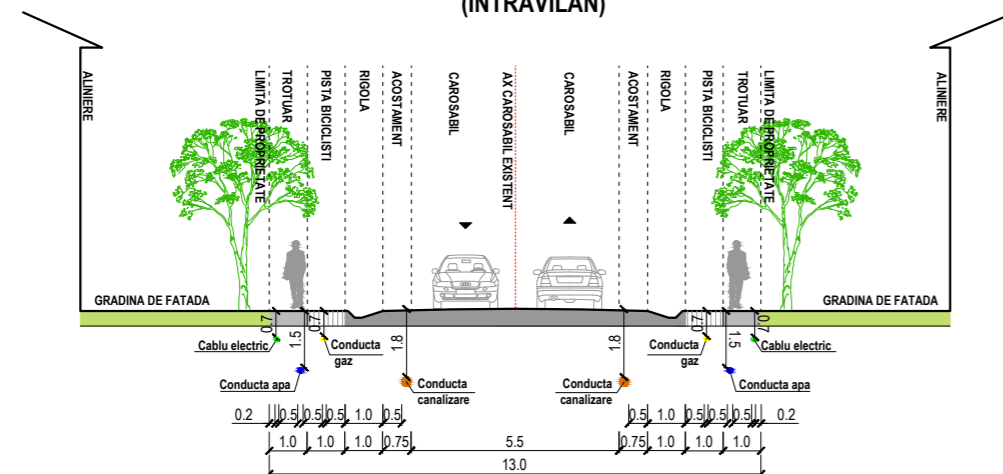 (INTRAVILAN)
ALINIERE
LIMITA DE PROPRIETATE
TROTUAR
PISTA BICICLISTI
RIGOLA
ACOSTAMENT
CAROSABIL
AX CAROSABIL EXISTENT
CAROSABIL
ACOSTAMENT
RIGOLA
PISTA BICICLISTI
TROTUAR
LIMITA DE PROPRIETATE
ALINIERE
GRADINA DE FATADA
GRADINA DE FATADA
0.7
1.5
0.7
1.8
1.8
0.7
1.5
0.7
Cablu electric
Conducta
gaz
Conducta
gaz
Cablu electric
Conducta apa
Conducta
canalizare
Conducta
canalizare
Conducta apa
0.2 0.5 0.5 0.5 1.0 0.5 0.5 1.0 0.5 0.5 0.5 0.2
1.0 1.0 1.0 0.75 5.5 0.75 1.0 1.0 1.0
13.0